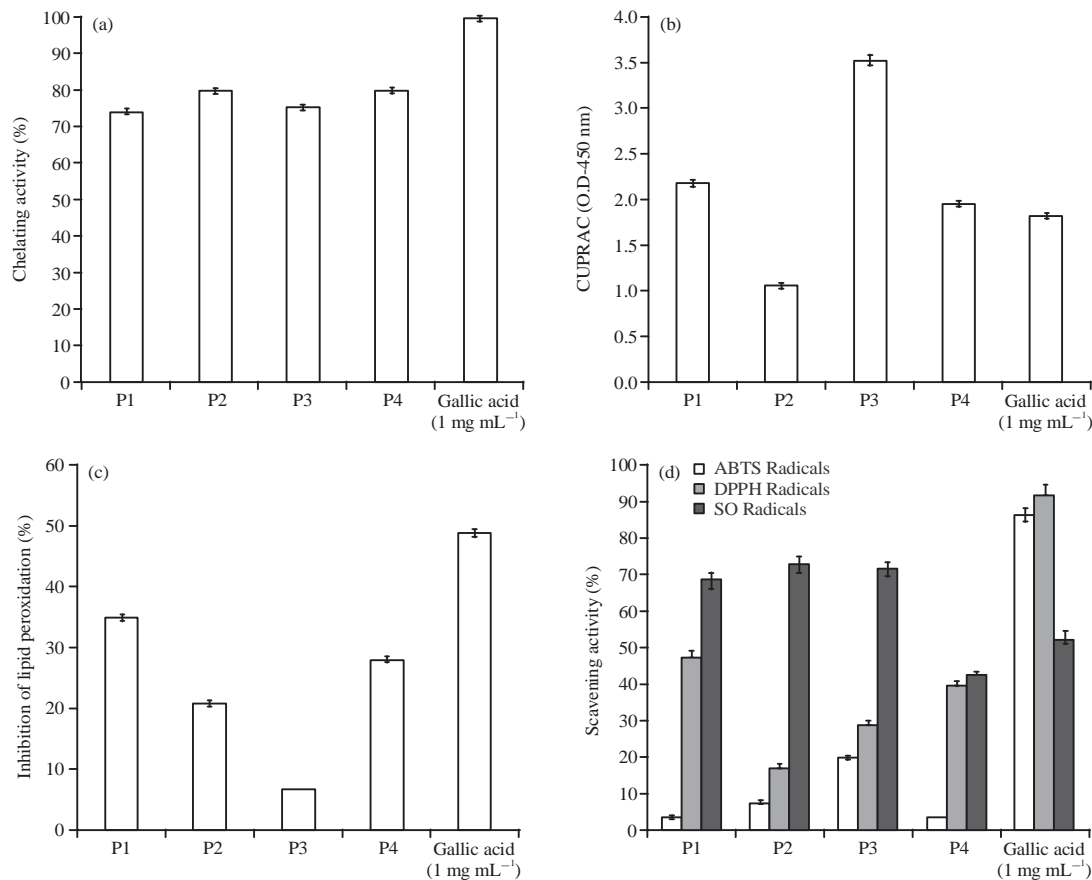 (a)
Chelating activity (%)
100
90
80
70
60
50
40
30
20
10
0
P1 P2 P3 P4 Gallic acid
(1 mg mL⁻¹)
(b)
CUPRAC (O.D-450 nm)
4.0
3.5
3.0
2.5
2.0
1.5
1.0
0.5
0.0
P1 P2 P3 P4 Gallic acid
(1 mg mL⁻¹)
(c)
Inhibition of lipid peroxidation (%)
60
50
40
30
20
10
0
P1 P2 P3 P4 Gallic acid
(1 mg mL⁻¹)
(d)
ABTS Radicals
DPPH Radicals
SO Radicals
Scavening activity (%)
100
90
80
70
60
50
40
30
20
10
0
P1 P2 P3 P4 Gallic acid
(1 mg mL⁻¹)